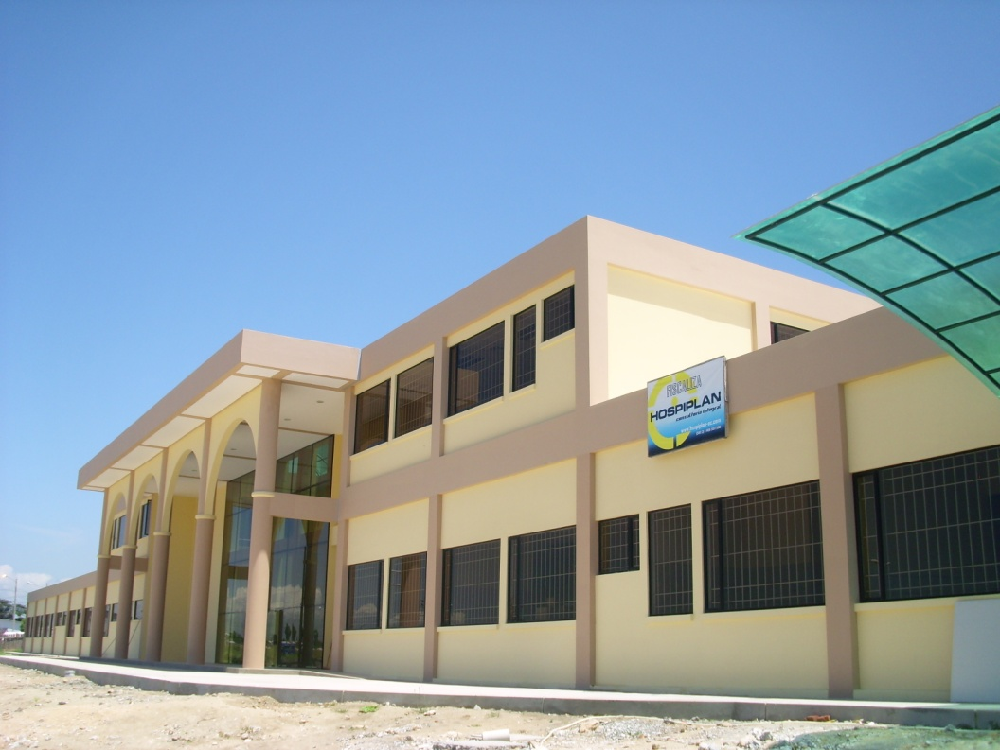 FISCALIZA
HOSPIPLAN
consultoría integral